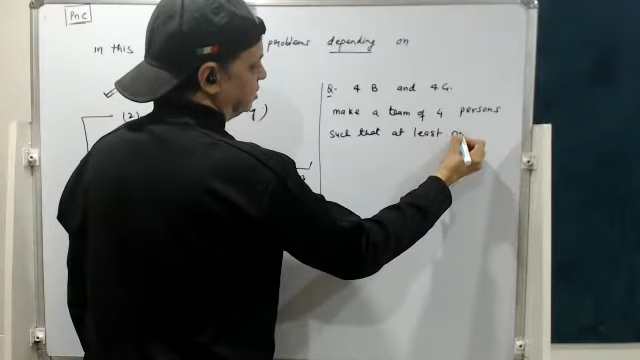 PnC
in this problems depending on
(2)
Q. 4 B and 4 G.
make a team of 4 persons
such that at least on